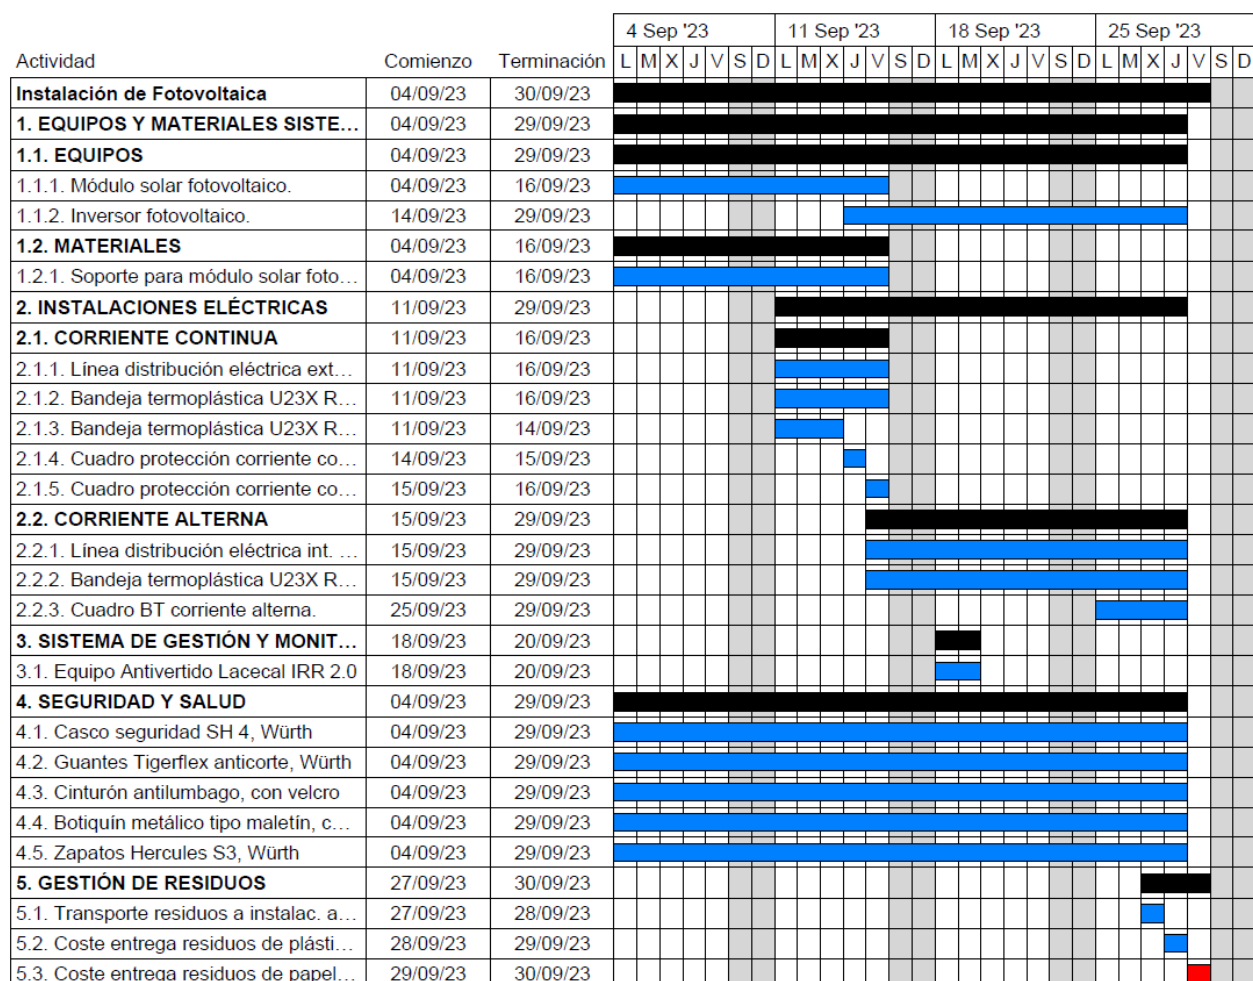 4 Sep '23 11 Sep '23 18 Sep '23 25 Sep '23
Actividad Comienzo Terminación L M X J V S D L M X J V S D L M X J V S D L M X J V S D
Instalación de Fotovoltaica 04/09/23 30/09/23
1. EQUIPOS Y MATERIALES SISTE... 04/09/23 29/09/23
1.1. EQUIPOS 04/09/23 29/09/23
1.1.1. Módulo solar fotovoltaico. 04/09/23 16/09/23
1.1.2. Inversor fotovoltaico. 14/09/23 29/09/23
1.2. MATERIALES 04/09/23 16/09/23
1.2.1. Soporte para módulo solar foto... 04/09/23 16/09/23
2. INSTALACIONES ELÉCTRICAS 11/09/23 29/09/23
2.1. CORRIENTE CONTINUA 11/09/23 16/09/23
2.1.1. Línea distribución eléctrica ext... 11/09/23 16/09/23
2.1.2. Bandeja termoplástica U23X R... 11/09/23 16/09/23
2.1.3. Bandeja termoplástica U23X R... 11/09/23 14/09/23
2.1.4. Cuadro protección corriente co... 14/09/23 15/09/23
2.1.5. Cuadro protección corriente co... 15/09/23 16/09/23
2.2. CORRIENTE ALTERNA 15/09/23 29/09/23
2.2.1. Línea distribución eléctrica int. ... 15/09/23 29/09/23
2.2.2. Bandeja termoplástica U23X R... 15/09/23 29/09/23
2.2.3. Cuadro BT corriente alterna. 25/09/23 29/09/23
3. SISTEMA DE GESTIÓN Y MONIT... 18/09/23 20/09/23
3.1. Equipo Antivertido Lacecal IRR 2.0 18/09/23 20/09/23
4. SEGURIDAD Y SALUD 04/09/23 29/09/23
4.1. Casco seguridad SH 4, Würth 04/09/23 29/09/23
4.2. Guantes Tigerflex anticorte, Würth 04/09/23 29/09/23
4.3. Cinturón antilumbago, con velcro 04/09/23 29/09/23
4.4. Botiquín metálico tipo maletín, c... 04/09/23 29/09/23
4.5. Zapatos Hercules S3, Würth 04/09/23 29/09/23
5. GESTIÓN DE RESIDUOS 27/09/23 30/09/23
5.1. Transporte residuos a instalac. a... 27/09/23 28/09/23
5.2. Coste entrega residuos de plásti... 28/09/23 29/09/23
5.3. Coste entrega residuos de papel... 29/09/23 30/09/23